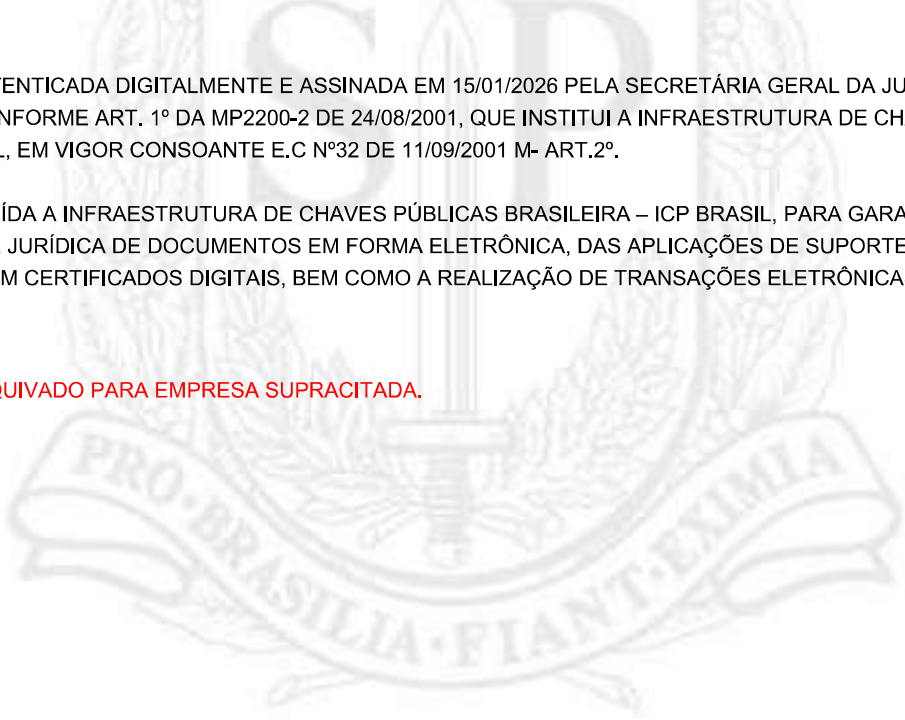 TENTICADA DIGITALMENTE E ASSINADA EM 15/01/2026 PELA SECRETÁRIA GERAL DA JU
NFORME ART. 1º DA MP2200-2 DE 24/08/2001, QUE INSTITUI A INFRAESTRUTURA DE CH
L, EM VIGOR CONSOANTE E.C Nº32 DE 11/09/2001 M- ART.2º.
ÍDA A INFRAESTRUTURA DE CHAVES PÚBLICAS BRASILEIRA – ICP BRASIL, PARA GARA
JURÍDICA DE DOCUMENTOS EM FORMA ELETRÔNICA, DAS APLICAÇÕES DE SUPORTE
M CERTIFICADOS DIGITAIS, BEM COMO A REALIZAÇÃO DE TRANSAÇÕES ELETRÔNICA
QUIVADO PARA EMPRESA SUPRACITADA.
S P
PRO·BRASILIA·FIANT·EXIMIA